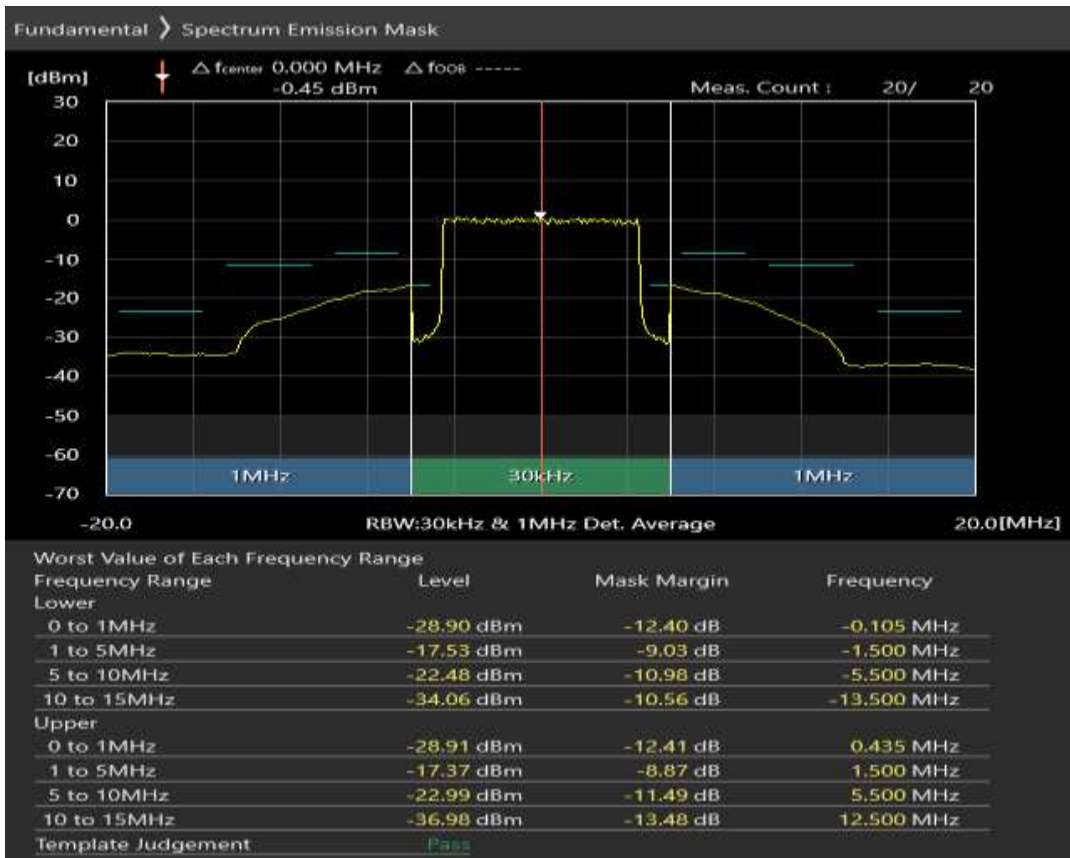 Fundamental ❯ Spectrum Emission Mask
[dBm] △ fcenter 0.000 MHz △ fOOB -----
-0.45 dBm Meas. Count : 20/ 20
30
20
10
0
-10
-20
-30
-40
-50
-60
1MHz 30kHz 1MHz
-70
-20.0 RBW:30kHz & 1MHz Det. Average 20.0[MHz]
Worst Value of Each Frequency Range
Frequency Range Level Mask Margin Frequency
Lower
0 to 1MHz -28.90 dBm -12.40 dB -0.105 MHz
1 to 5MHz -17.53 dBm -9.03 dB -1.500 MHz
5 to 10MHz -22.48 dBm -10.98 dB -5.500 MHz
10 to 15MHz -34.06 dBm -10.56 dB -13.500 MHz
Upper
0 to 1MHz -28.91 dBm -12.41 dB 0.435 MHz
1 to 5MHz -17.37 dBm -8.87 dB 1.500 MHz
5 to 10MHz -22.99 dBm -11.49 dB 5.500 MHz
10 to 15MHz -36.98 dBm -13.48 dB 12.500 MHz
Template Judgement Pass